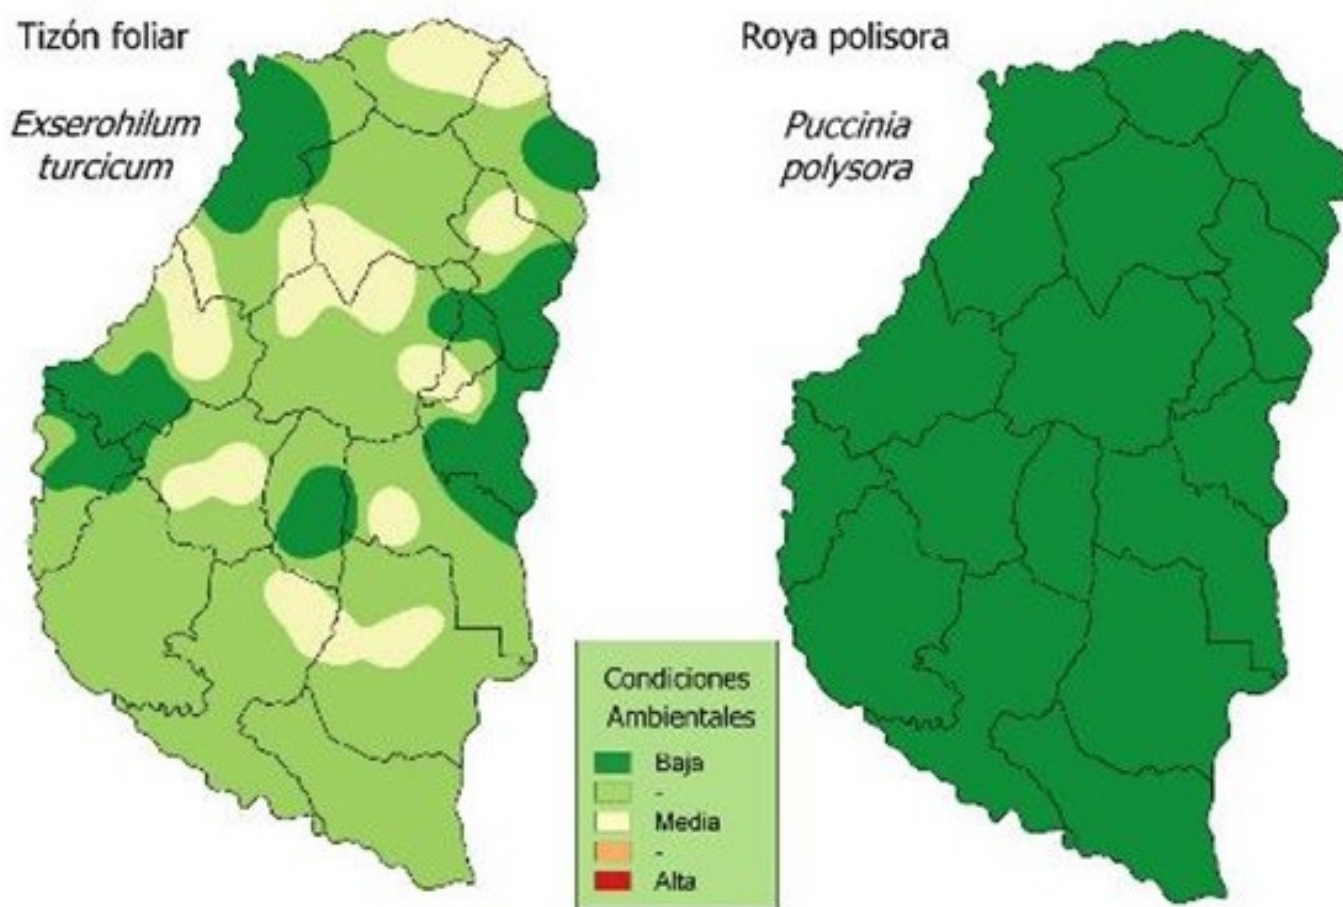 Tizón foliar
Exserohilum
turcicum
Roya polisora
Puccinia
polysora
Condiciones
Ambientales
Baja
-
Media
-
Alta